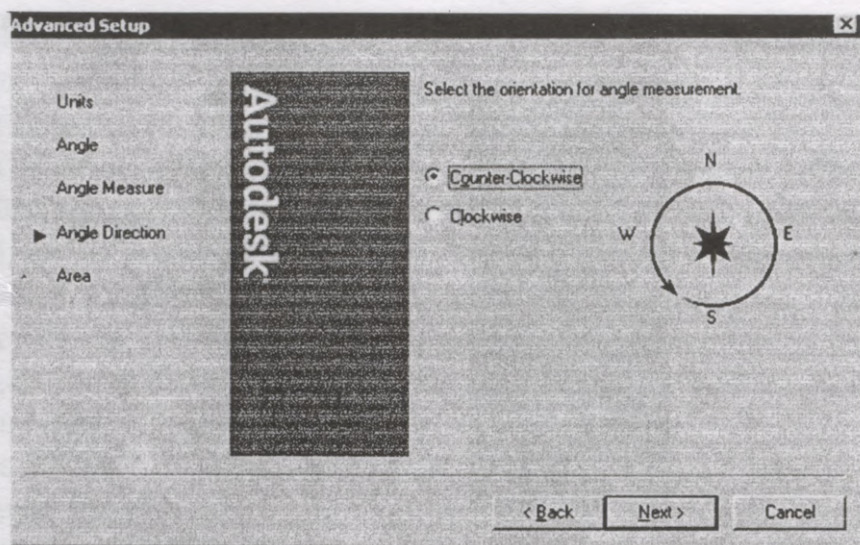 Advanced Setup
Units
Angle
Angle Measure
Angle Direction
Area
Autodesk
Select the orientation for angle measurement.
Counter-Clockwise
Clockwise
N
W
E
S
< Back
Next >
Cancel